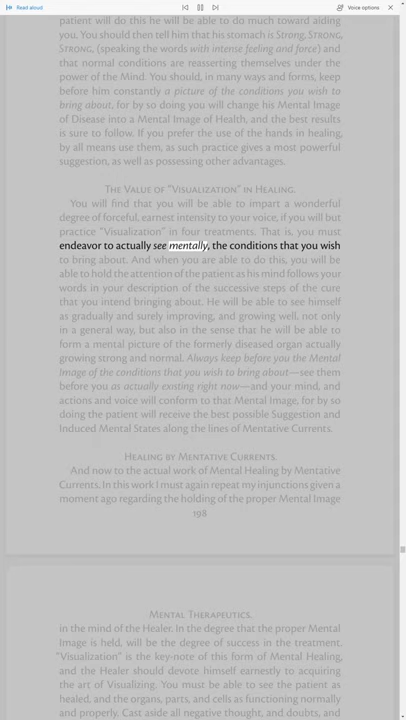 Read aloud
Voice options
patient will do this he will be able to do much toward aiding
you. You should then tell him that his stomach is Strong, Strong,
Strong, (speaking the words with intense feeling and force) and
that normal conditions are reasserting themselves under the
power of the Mind. You should, in many ways and forms, keep
before him constantly a picture of the conditions you wish to
bring about, for by so doing you will change his Mental Image
of Disease into a Mental Image of Health, and the best results
is sure to follow. If you prefer the use of the hands in healing,
by all means use them, as such practice gives a most powerful
suggestion, as well as possessing other advantages.
The Value of "Visualization" in Healing.
You will find that you will be able to impart a wonderful
degree of forceful, earnest intensity to your voice, if you will but
practice "Visualization" in four treatments. That is, you must
endeavor to actually see mentally, the conditions that you wish
to bring about. And when you are able to do this, you will be
able to hold the attention of the patient as his mind follows your
words in your description of the successive steps of the cure
that you intend bringing about. He will be able to see himself
as gradually and surely improving, and growing well, not only
in a general way, but also in the sense that he will be able to
form a mental picture of the formerly diseased organ actually
growing strong and normal. Always keep before you the Mental
Image of the conditions that you wish to bring about—see them
before you as actually existing right now—and your mind, and
actions and voice will conform to that Mental Image, for by so
doing the patient will receive the best possible Suggestion and
Induced Mental States along the lines of Mentative Currents.
Healing by Mentative Currents.
And now to the actual work of Mental Healing by Mentative
Currents. In this work I must again repeat my injunctions given a
moment ago regarding the holding of the proper Mental Image
198
Mental Therapeutics.
in the mind of the Healer. In the degree that the proper Mental
Image is held, will be the degree of success in the treatment.
"Visualization" is the key-note of this form of Mental Healing,
and the Healer should devote himself earnestly to acquiring
the art of Visualizing. You must be able to see the patient as
healed, and the organs, parts, and cells as functioning normally
and properly. Cast aside all negative thought, and doubts, and